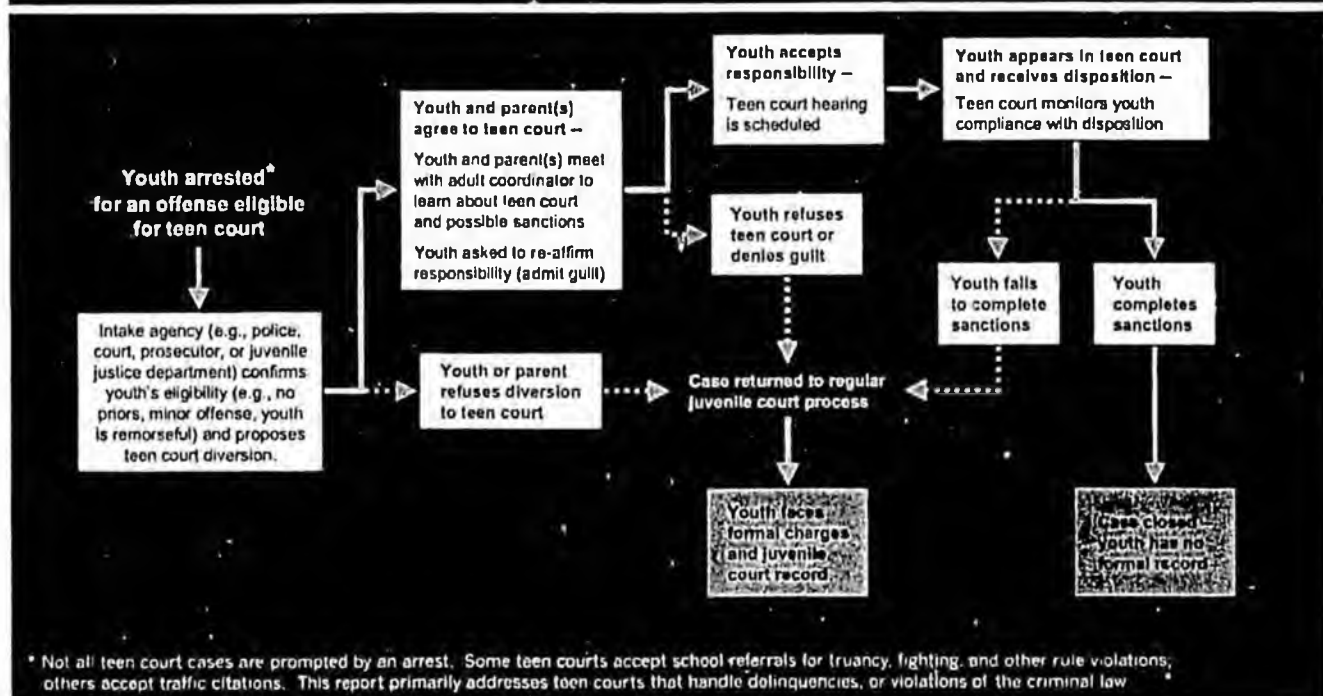 Youth arrested*
for an offense eligible
for teen court
Intake agency (e.g., police,
court, prosecutor, or juvenile
justice department) confirms
youth's eligibility (e.g., no
priors, minor offense, youth
is remorseful) and proposes
teen court diversion.
Youth and parent(s)
agree to teen court –
Youth and parent(s) meet
with adult coordinator to
learn about teen court
and possible sanctions
Youth asked to re-affirm
responsibility (admit guilt)
Youth or parent
refuses diversion
to teen court
Youth accepts
responsibility –
Teen court hearing
is scheduled
Youth refuses
teen court or
denies guilt
Case returned to regular
juvenile court process
Youth faces
formal charges
and juvenile
court record
Youth appears in teen court
and receives disposition –
Teen court monitors youth
compliance with disposition
Youth fails
to complete
sanctions
Youth
completes
sanctions
Case closed
youth has no
formal record
* Not all teen court cases are prompted by an arrest. Some teen courts accept school referrals for truancy, fighting, and other rule violations;
others accept traffic citations. This report primarily addresses teen courts that handle delinquencies, or violations of the criminal law